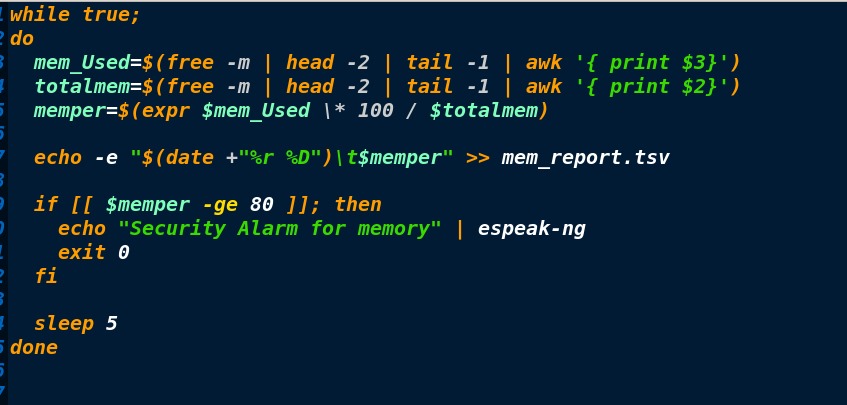 while true;
do
  mem_Used=$(free -m | head -2 | tail -1 | awk '{ print $3}')
  totalmem=$(free -m | head -2 | tail -1 | awk '{ print $2}')
  memper=$(expr $mem_Used \* 100 / $totalmem)
  echo -e "$(date +"%r %D")\t$memper" >> mem_report.tsv
  if [[ $memper -ge 80 ]]; then
    echo "Security Alarm for memory" | espeak-ng
    exit 0
  fi
  sleep 5
done